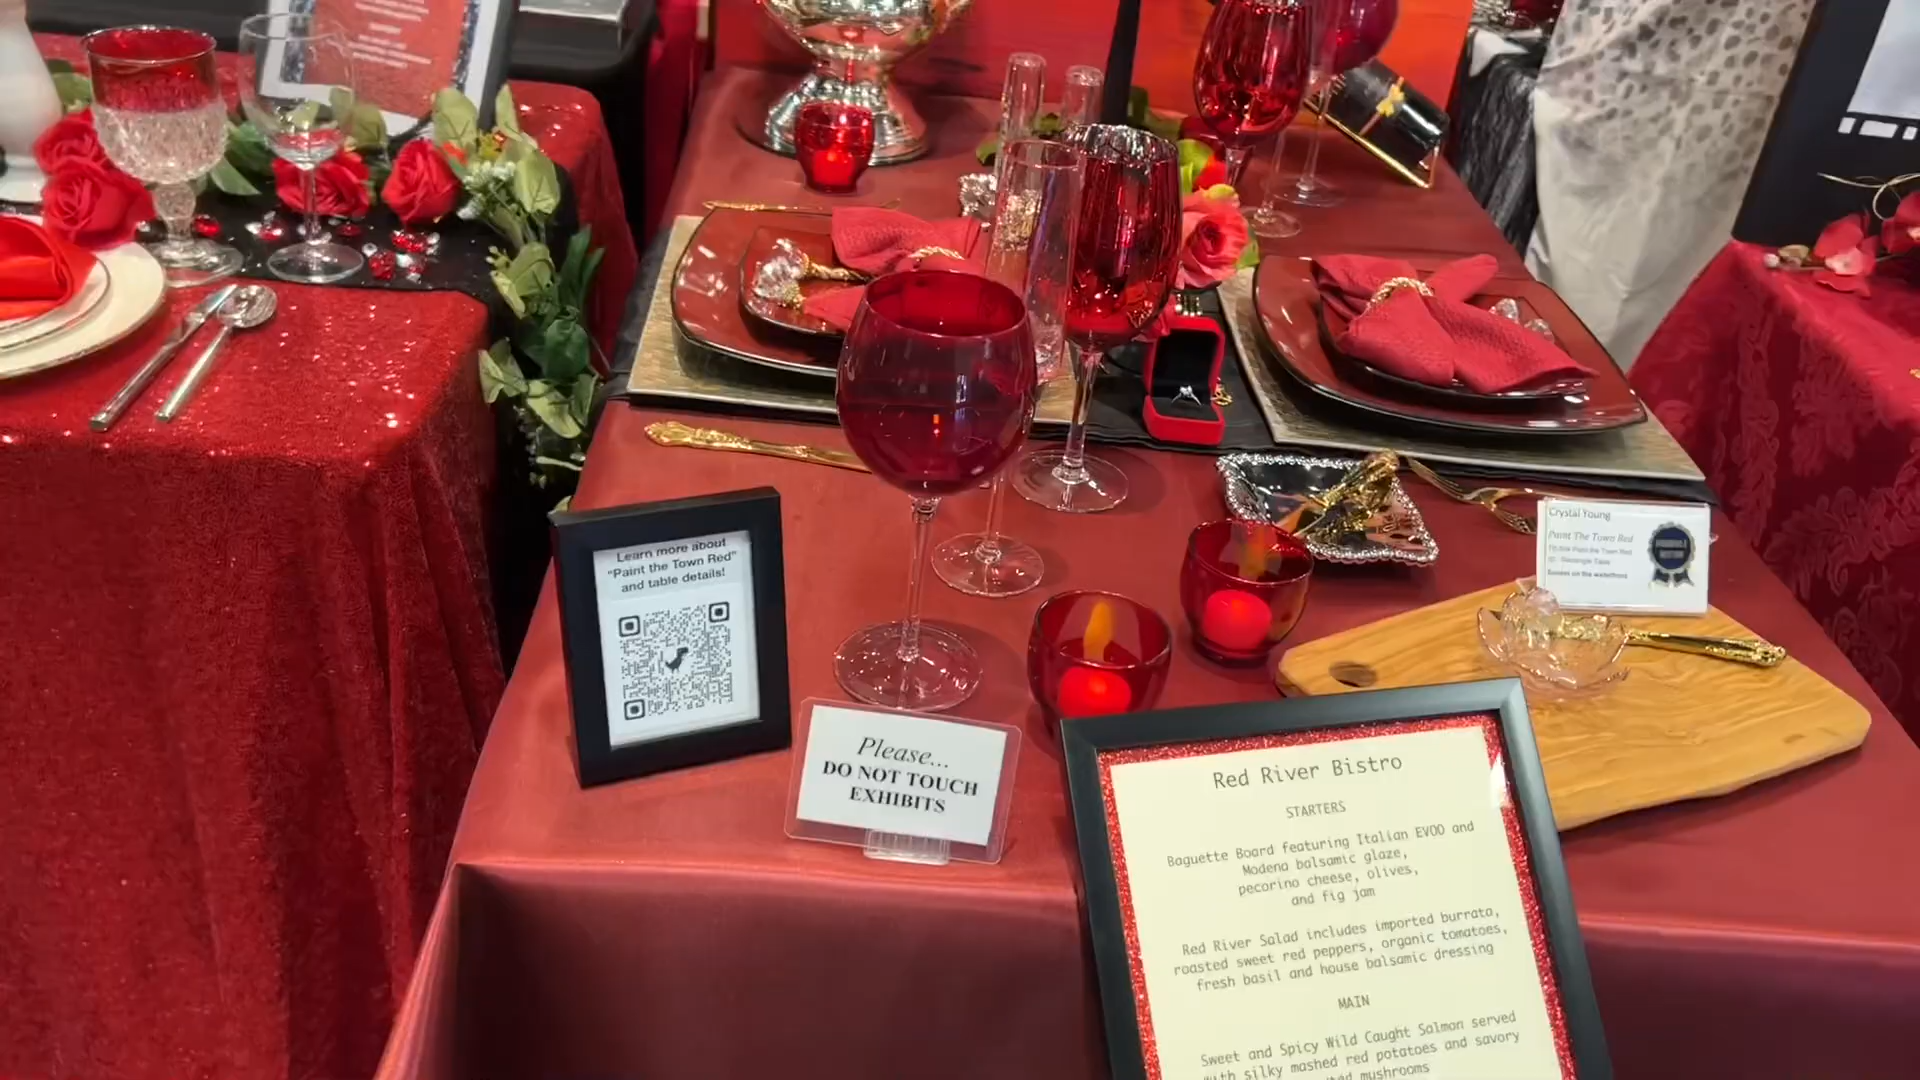 Learn more about
"Paint the Town Red"
and table details!
Please...
DO NOT TOUCH
EXHIBITS
Crystal Young
Paint The Town Red
Red River Bistro
STARTERS
Baguette Board featuring Italian EVOO and
Modena balsamic glaze,
pecorino cheese, olives,
and fig jam
Red River Salad includes imported burrata,
roasted sweet red peppers, organic tomatoes,
fresh basil and house balsamic dressing
MAIN
Sweet and Spicy Wild Caught Salmon served
with silky mashed red potatoes and savory
mushrooms